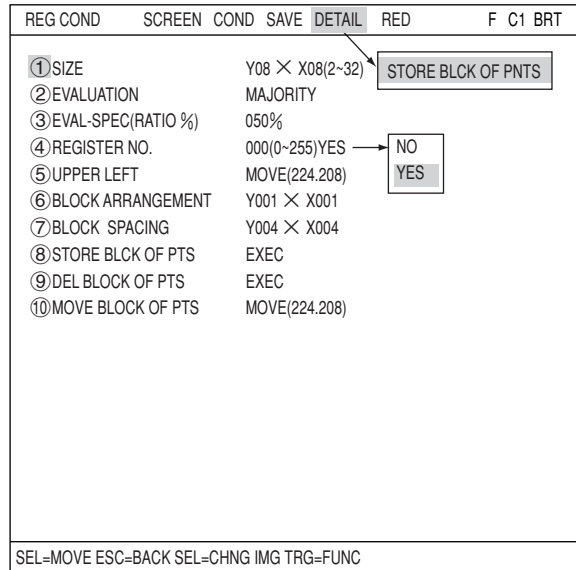 REG COND SCREEN COND SAVE DETAIL RED F C1 BRT
STORE BLCK OF PNTS
①SIZE Y08 × X08(2~32)
②EVALUATION MAJORITY
③EVAL-SPEC(RATIO %) 050%
④REGISTER NO. 000(0~255)YES NO
⑤UPPER LEFT MOVE(224.208) YES
⑥BLOCK ARRANGEMENT Y001 × X001
⑦BLOCK SPACING Y004 × X004
⑧STORE BLCK OF PTS EXEC
⑨DEL BLOCK OF PTS EXEC
⑩MOVE BLOCK OF PTS MOVE(224.208)
SEL=MOVE ESC=BACK SEL=CHNG IMG TRG=FUNC